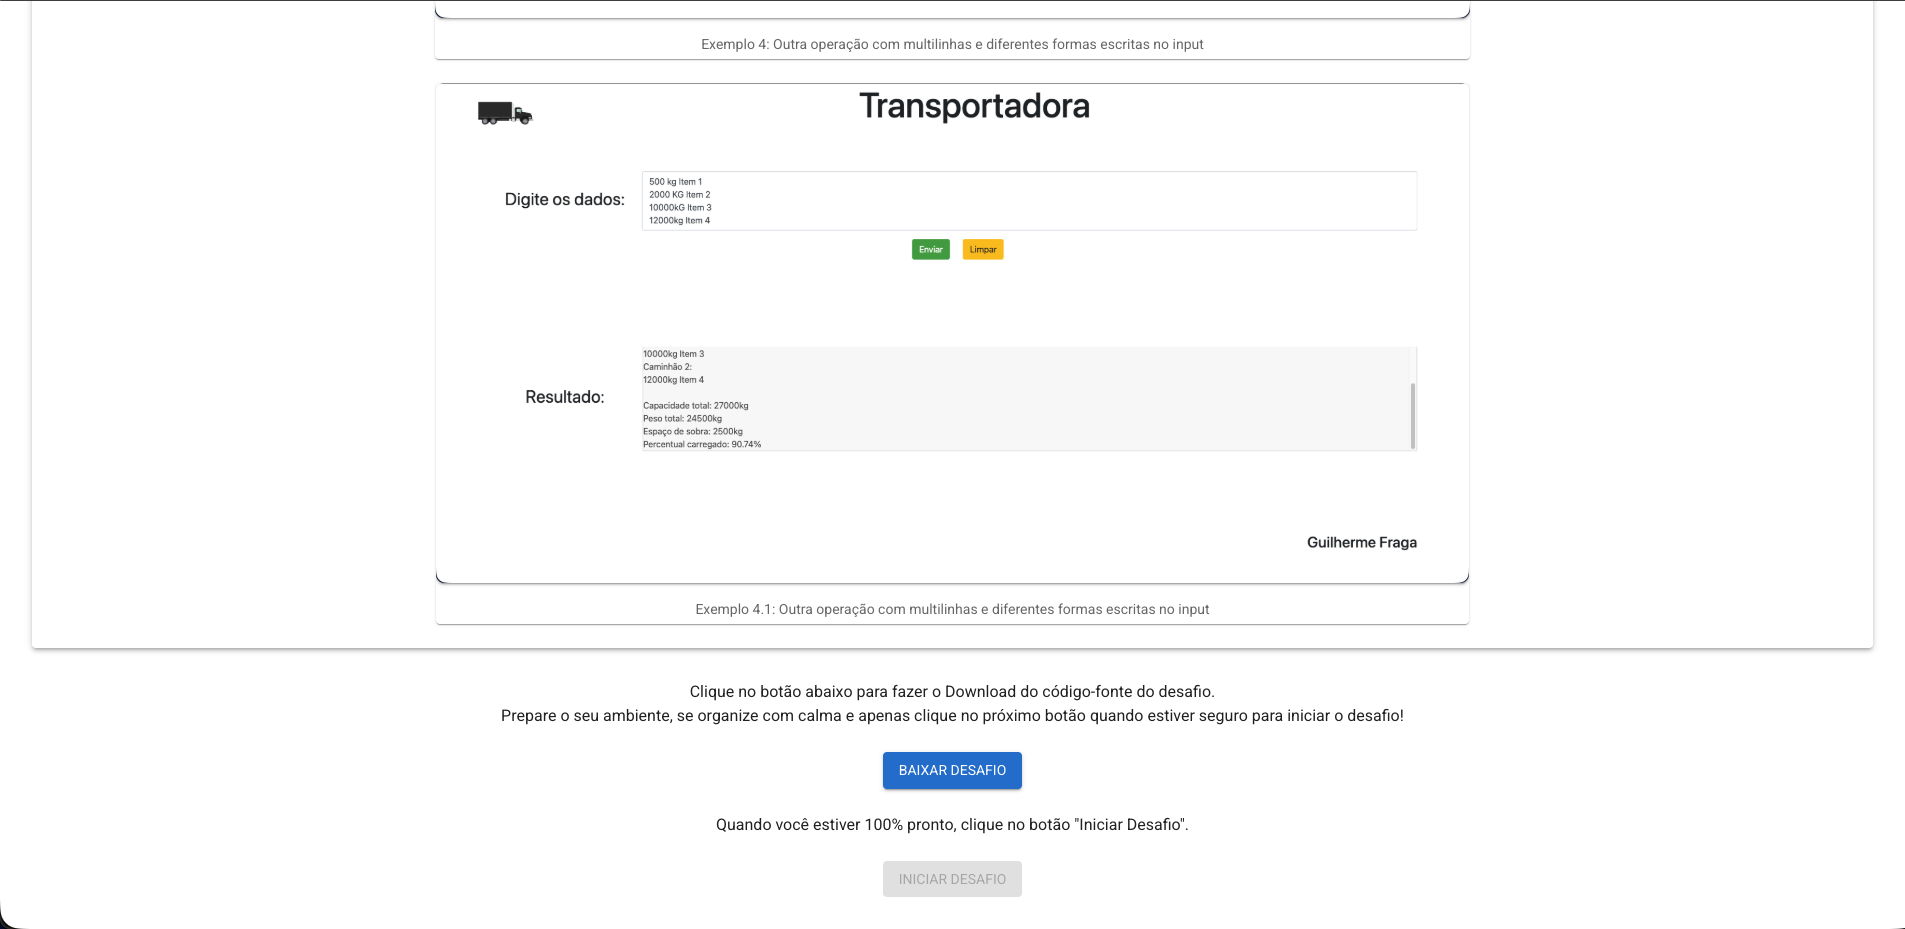 Exemplo 4: Outra operação com multilinhas e diferentes formas escritas no input
Transportadora
Digite os dados:
500 kg Item 1
2000 KG Item 2
10000kG Item 3
12000kg Item 4
Enviar
Limpar
Resultado:
10000kg Item 3
Caminhão 2:
12000kg Item 4
Capacidade total: 27000kg
Peso total: 24500kg
Espaço de sobra: 2500kg
Percentual carregado: 90.74%
Guilherme Fraga
Exemplo 4.1: Outra operação com multilinhas e diferentes formas escritas no input
Clique no botão abaixo para fazer o Download do código-fonte do desafio.
Prepare o seu ambiente, se organize com calma e apenas clique no próximo botão quando estiver seguro para iniciar o desafio!
BAIXAR DESAFIO
Quando você estiver 100% pronto, clique no botão "Iniciar Desafio".
INICIAR DESAFIO